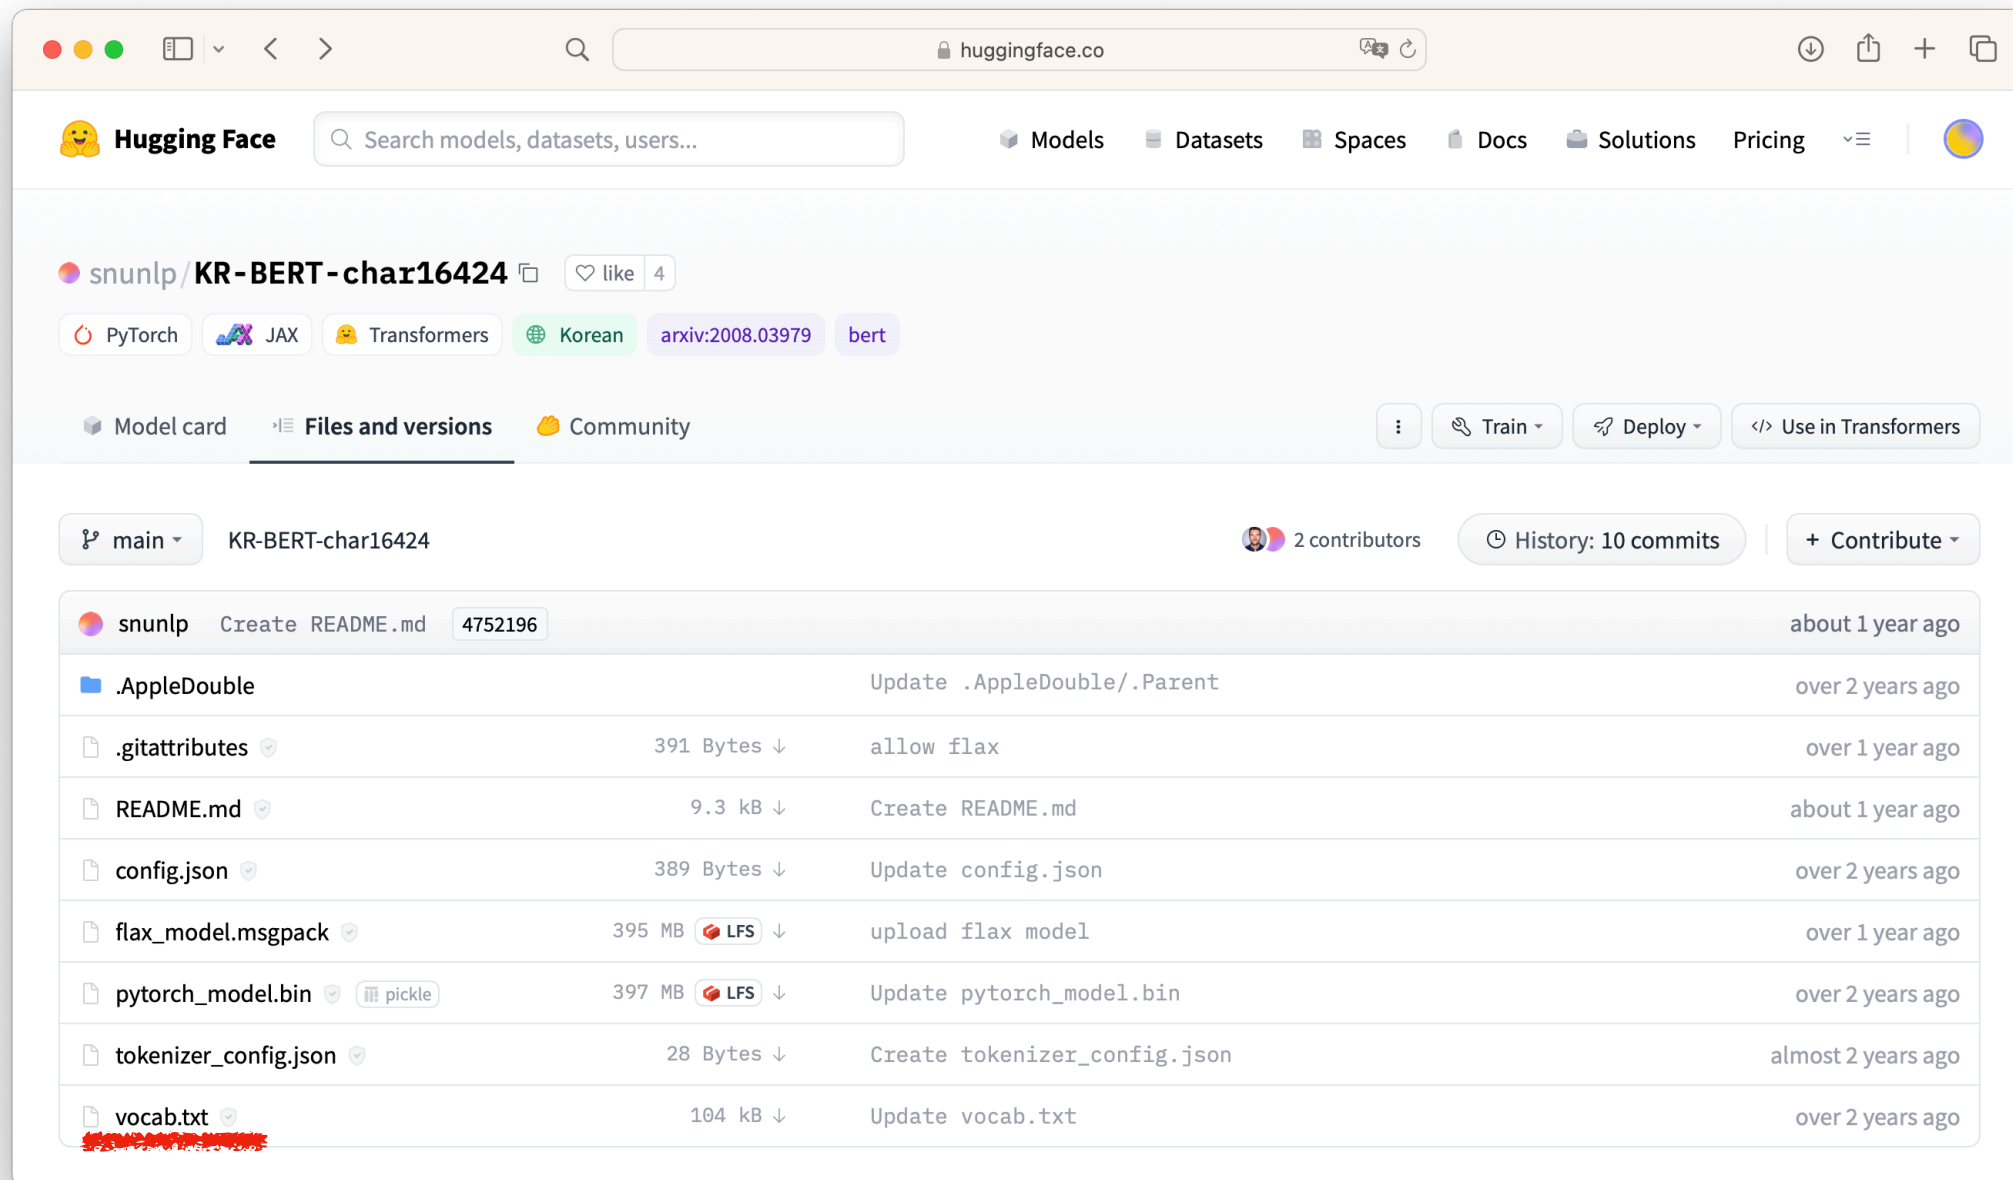 huggingface.co
Hugging Face Search models, datasets, users... Models Datasets Spaces Docs Solutions Pricing
snunlp/KR-BERT-char16424 like 4
PyTorch JAX Transformers Korean arxiv:2008.03979 bert
Model card Files and versions Community Train Deploy </> Use in Transformers
main KR-BERT-char16424 2 contributors History: 10 commits + Contribute
snunlp Create README.md 4752196 about 1 year ago
.AppleDouble Update .AppleDouble/.Parent over 2 years ago
.gitattributes 391 Bytes allow flax over 1 year ago
README.md 9.3 kB Create README.md about 1 year ago
config.json 389 Bytes Update config.json over 2 years ago
flax_model.msgpack 395 MB LFS upload flax model over 1 year ago
pytorch_model.bin pickle 397 MB LFS Update pytorch_model.bin over 2 years ago
tokenizer_config.json 28 Bytes Create tokenizer_config.json almost 2 years ago
vocab.txt 104 kB Update vocab.txt over 2 years ago